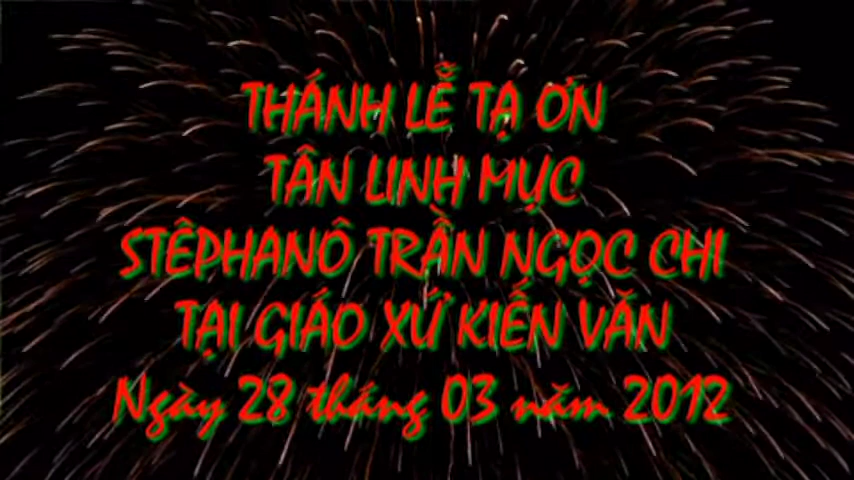 THÁNH LỄ TẠ ƠN
TÂN LINH MỤC
STÊPHANÔ TRẦN NGỌC CHI
TẠI GIÁO XỨ KIẾN VĂN
Ngày 28 tháng 03 năm 2012